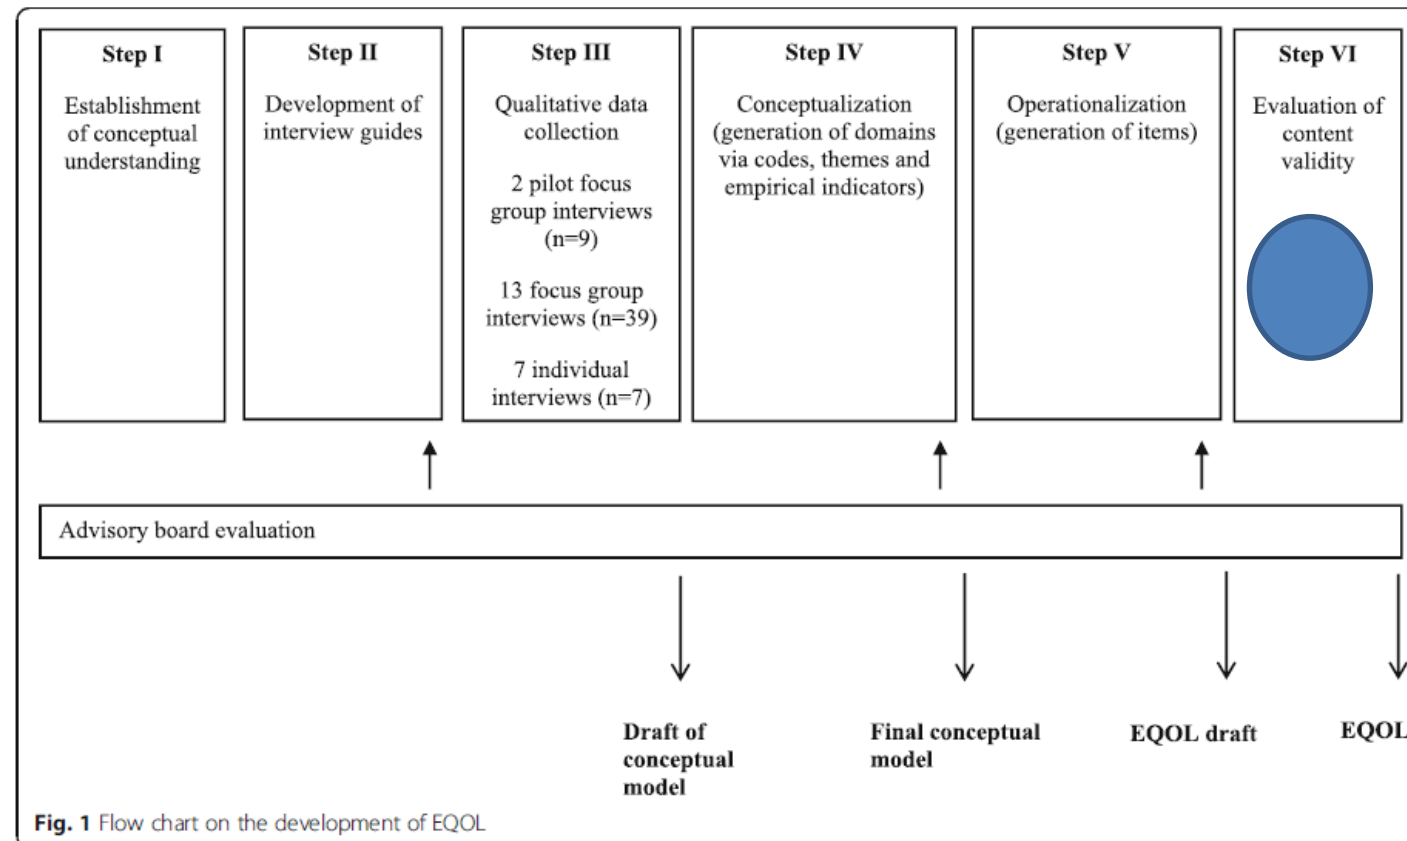 Step I
Establishment
of conceptual
understanding
Step II
Development of
interview guides
Step III
Qualitative data
collection
2 pilot focus
group interviews
(n=9)
13 focus group
interviews (n=39)
7 individual
interviews (n=7)
Step IV
Conceptualization
(generation of domains
via codes, themes and
empirical indicators)
Step V
Operationalization
(generation of items)
Step VI
Evaluation of
content
validity
Advisory board evaluation
Draft of
conceptual
model
Final conceptual
model
EQOL draft
EQOL
Fig. 1 Flow chart on the development of EQOL